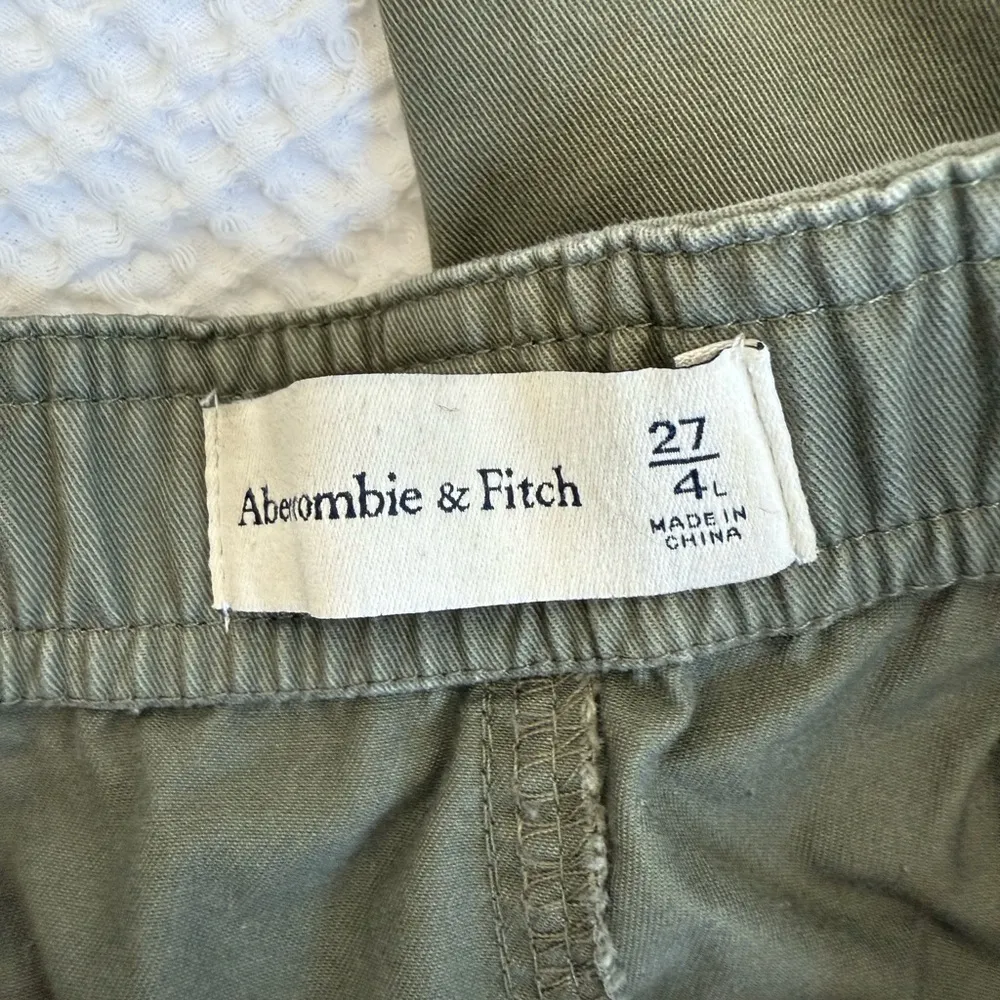 Abercrombie & Fitch
27
4L
MADE IN
CHINA